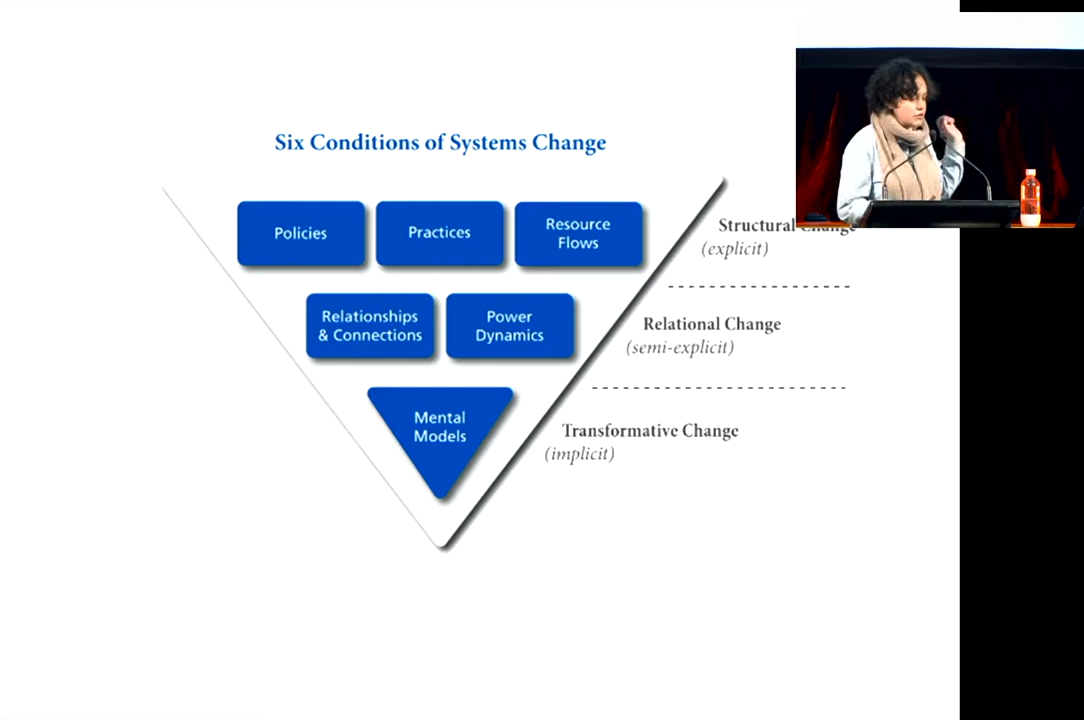 Six Conditions of Systems Change
Policies
Practices
Resource
Flows
Structural Change
(explicit)
Relationships
& Connections
Power
Dynamics
Relational Change
(semi-explicit)
Mental
Models
Transformative Change
(implicit)